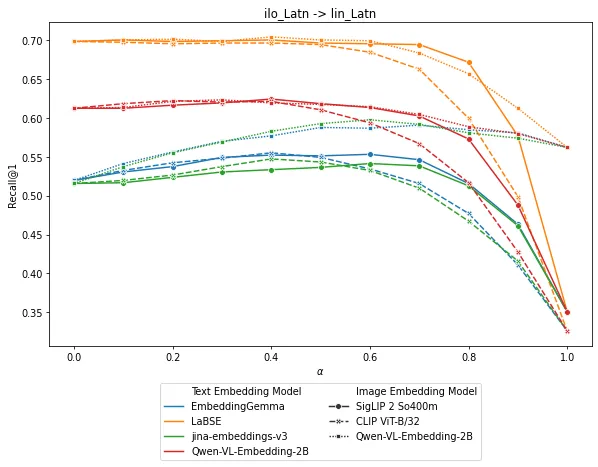 ilo_Latn -> lin_Latn
Recall@1
0.70
0.65
0.60
0.55
0.50
0.45
0.40
0.35
0.0 0.2 0.4 0.6 0.8 1.0
α
Text Embedding Model
EmbeddingGemma
LaBSE
jina-embeddings-v3
Qwen-VL-Embedding-2B
Image Embedding Model
SigLIP 2 So400m
CLIP ViT-B/32
Qwen-VL-Embedding-2B